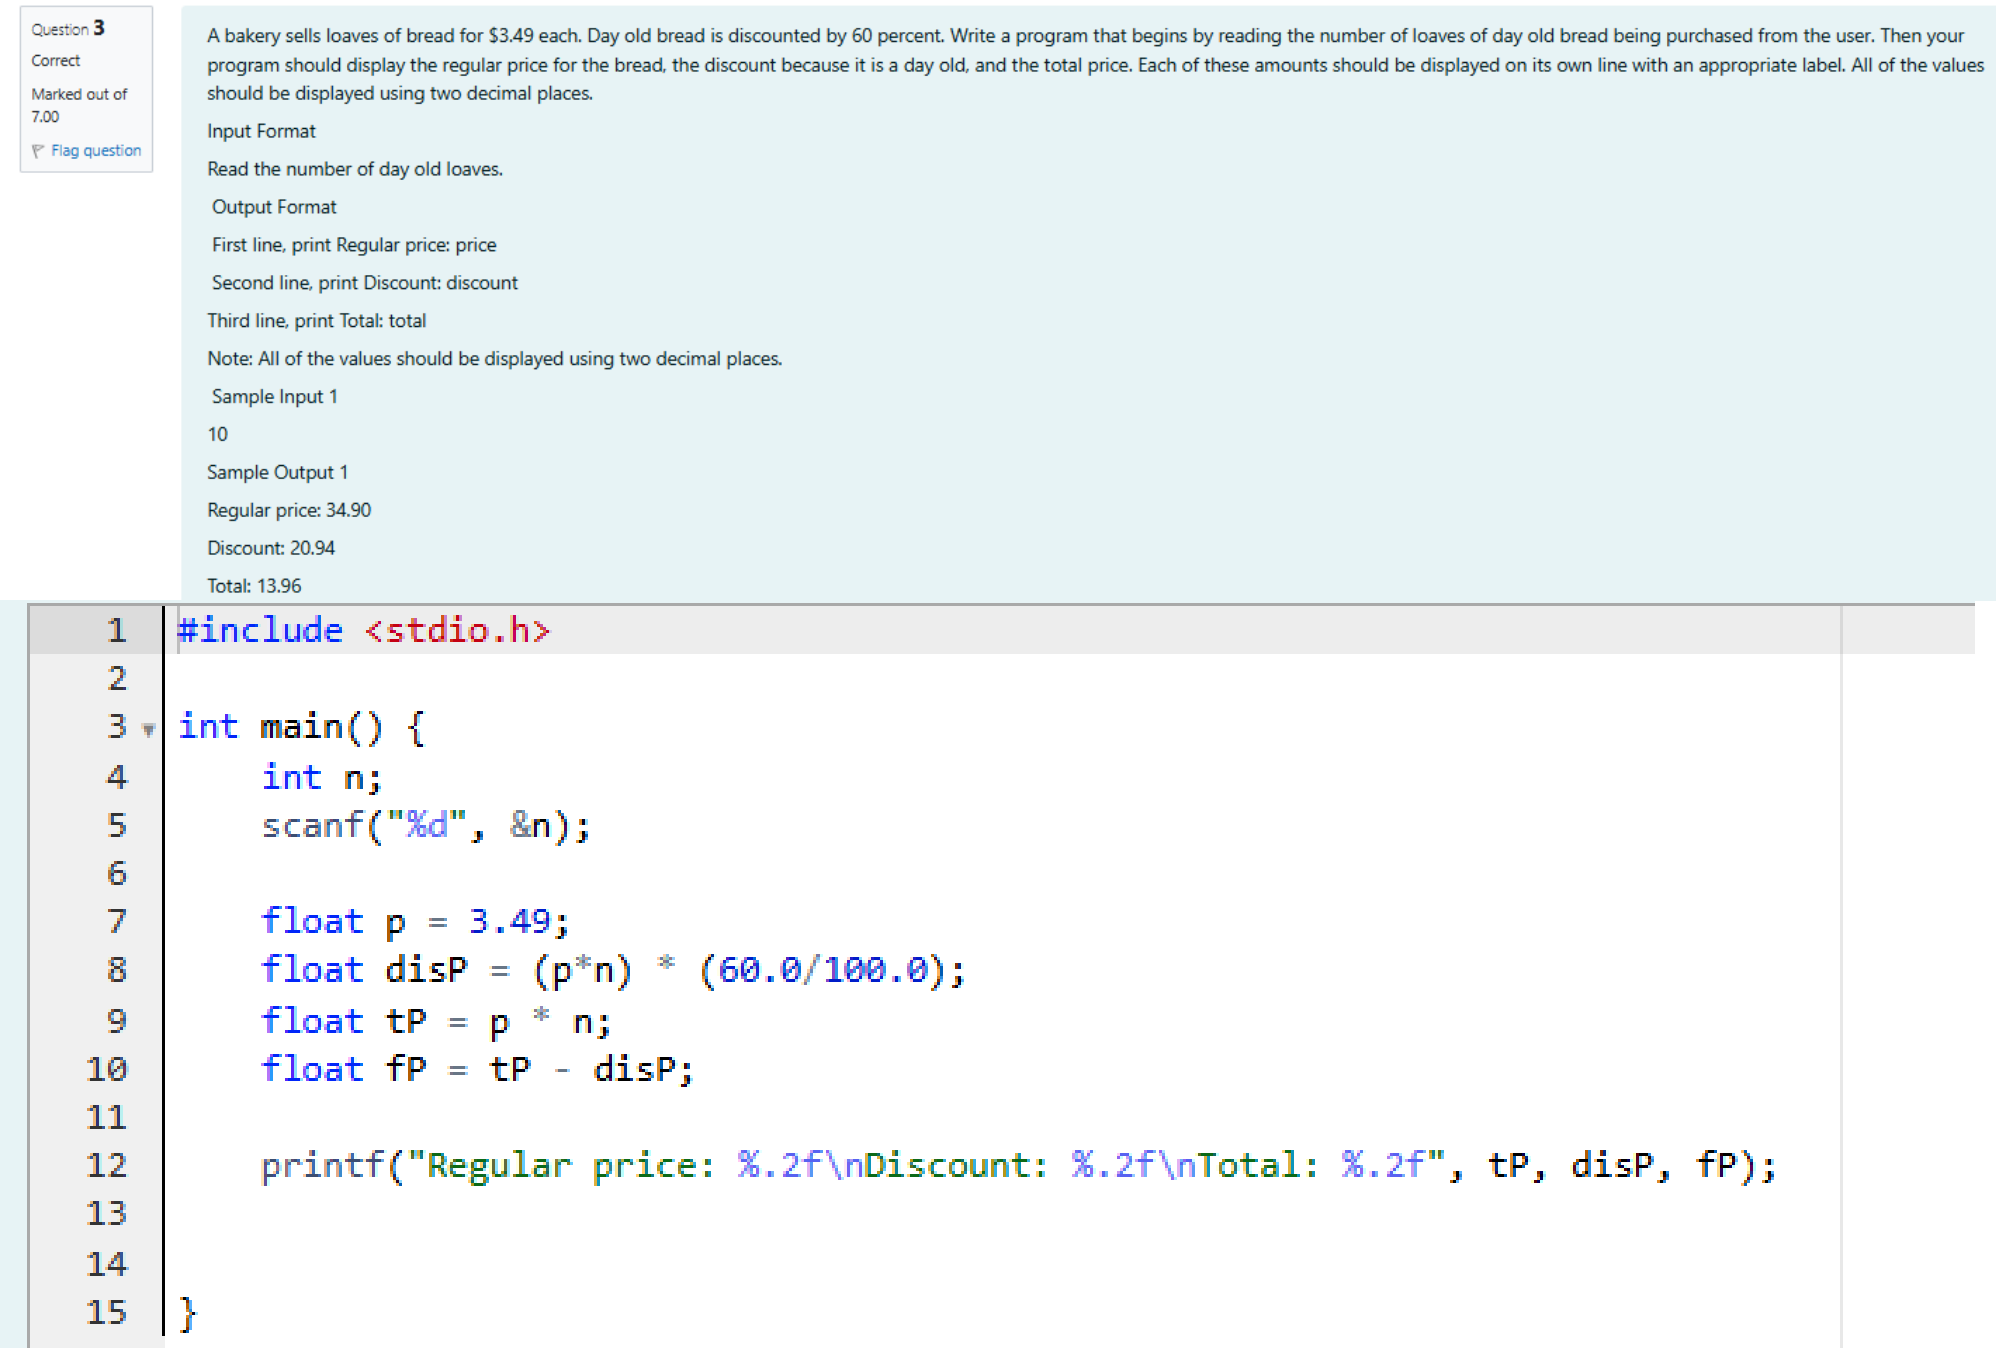 Question 3
Correct
Marked out of
7.00
Flag question
A bakery sells loaves of bread for $3.49 each. Day old bread is discounted by 60 percent. Write a program that begins by reading the number of loaves of day old bread being purchased from the user. Then your
program should display the regular price for the bread, the discount because it is a day old, and the total price. Each of these amounts should be displayed on its own line with an appropriate label. All of the values
should be displayed using two decimal places.
Input Format
Read the number of day old loaves.
Output Format
First line, print Regular price: price
Second line, print Discount: discount
Third line, print Total: total
Note: All of the values should be displayed using two decimal places.
Sample Input 1
10
Sample Output 1
Regular price: 34.90
Discount: 20.94
Total: 13.96
1 #include <stdio.h>
2
3 int main() {
4     int n;
5     scanf("%d", &n);
6
7     float p = 3.49;
8     float disP = (p*n) * (60.0/100.0);
9     float tP = p * n;
10     float fP = tP - disP;
11
12     printf("Regular price: %.2f\nDiscount: %.2f\nTotal: %.2f", tP, disP, fP);
13
14
15 }